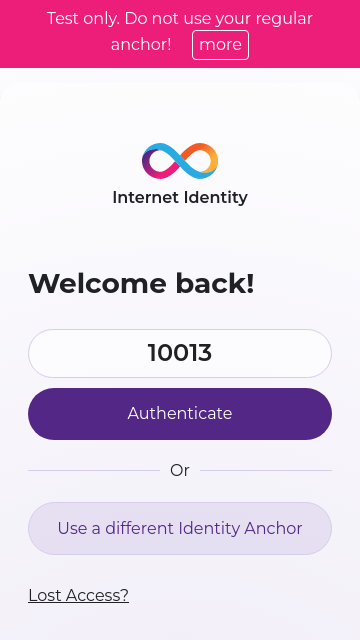 Test only. Do not use your regular
anchor! more
Internet Identity
Welcome back!
10013
Authenticate
Or
Use a different Identity Anchor
Lost Access?